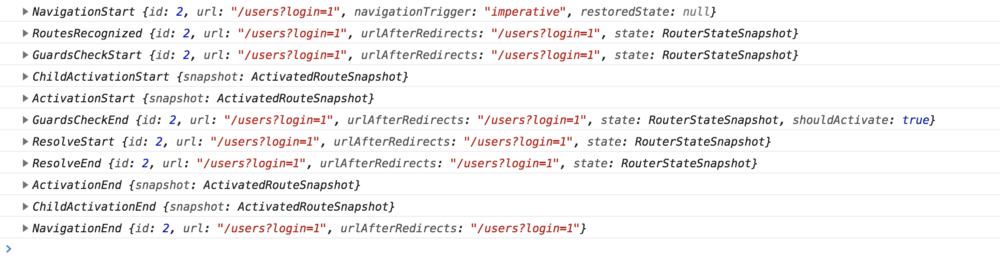 ▶ NavigationStart {id: 2, url: "/users?login=1", navigationTrigger: "imperative", restoredState: null}
▶ RoutesRecognized {id: 2, url: "/users?login=1", urlAfterRedirects: "/users?login=1", state: RouterStateSnapshot}
▶ GuardsCheckStart {id: 2, url: "/users?login=1", urlAfterRedirects: "/users?login=1", state: RouterStateSnapshot}
▶ ChildActivationStart {snapshot: ActivatedRouteSnapshot}
▶ ActivationStart {snapshot: ActivatedRouteSnapshot}
▶ GuardsCheckEnd {id: 2, url: "/users?login=1", urlAfterRedirects: "/users?login=1", state: RouterStateSnapshot, shouldActivate: true}
▶ ResolveStart {id: 2, url: "/users?login=1", urlAfterRedirects: "/users?login=1", state: RouterStateSnapshot}
▶ ResolveEnd {id: 2, url: "/users?login=1", urlAfterRedirects: "/users?login=1", state: RouterStateSnapshot}
▶ ActivationEnd {snapshot: ActivatedRouteSnapshot}
▶ ChildActivationEnd {snapshot: ActivatedRouteSnapshot}
▶ NavigationEnd {id: 2, url: "/users?login=1", urlAfterRedirects: "/users?login=1"}
>